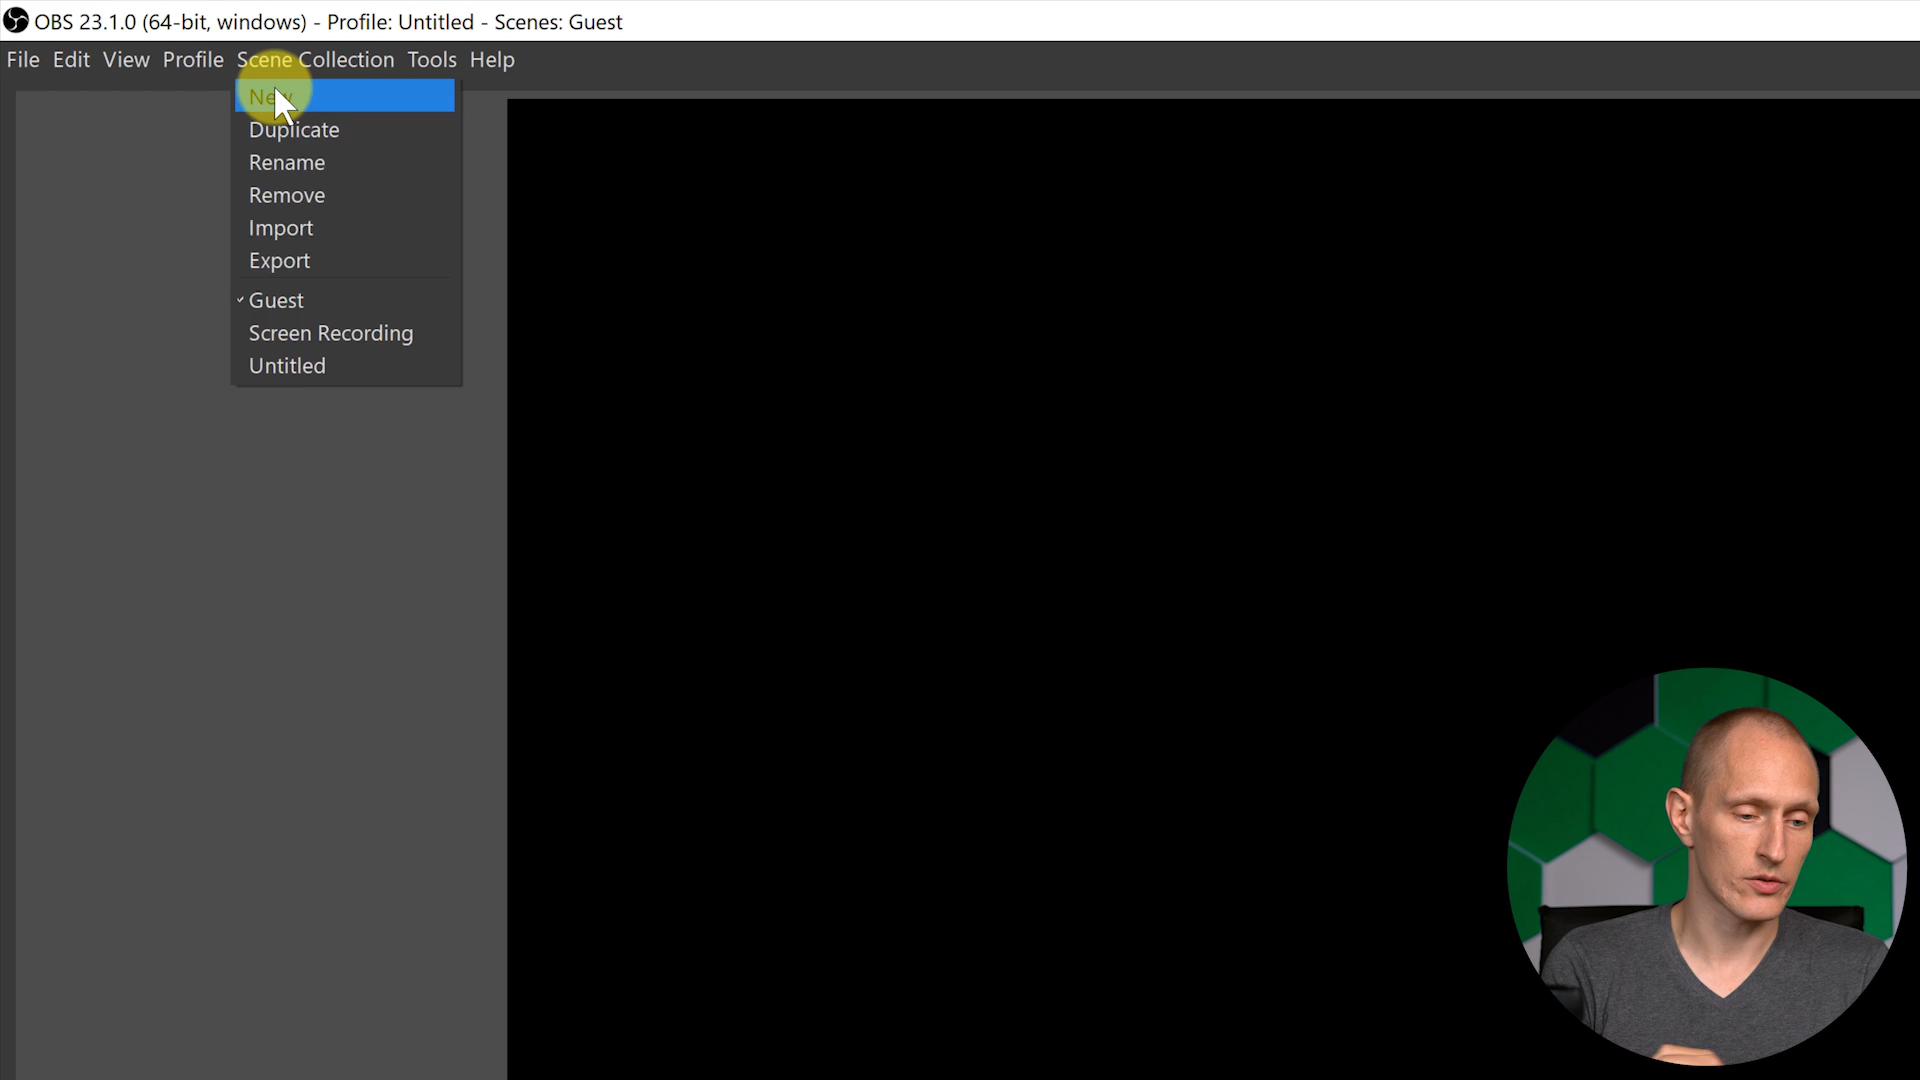 OBS 23.1.0 (64-bit, windows) - Profile: Untitled - Scenes: Guest
File Edit View Profile Scene Collection Tools Help
New
Duplicate
Rename
Remove
Import
Export
Guest
Screen Recording
Untitled